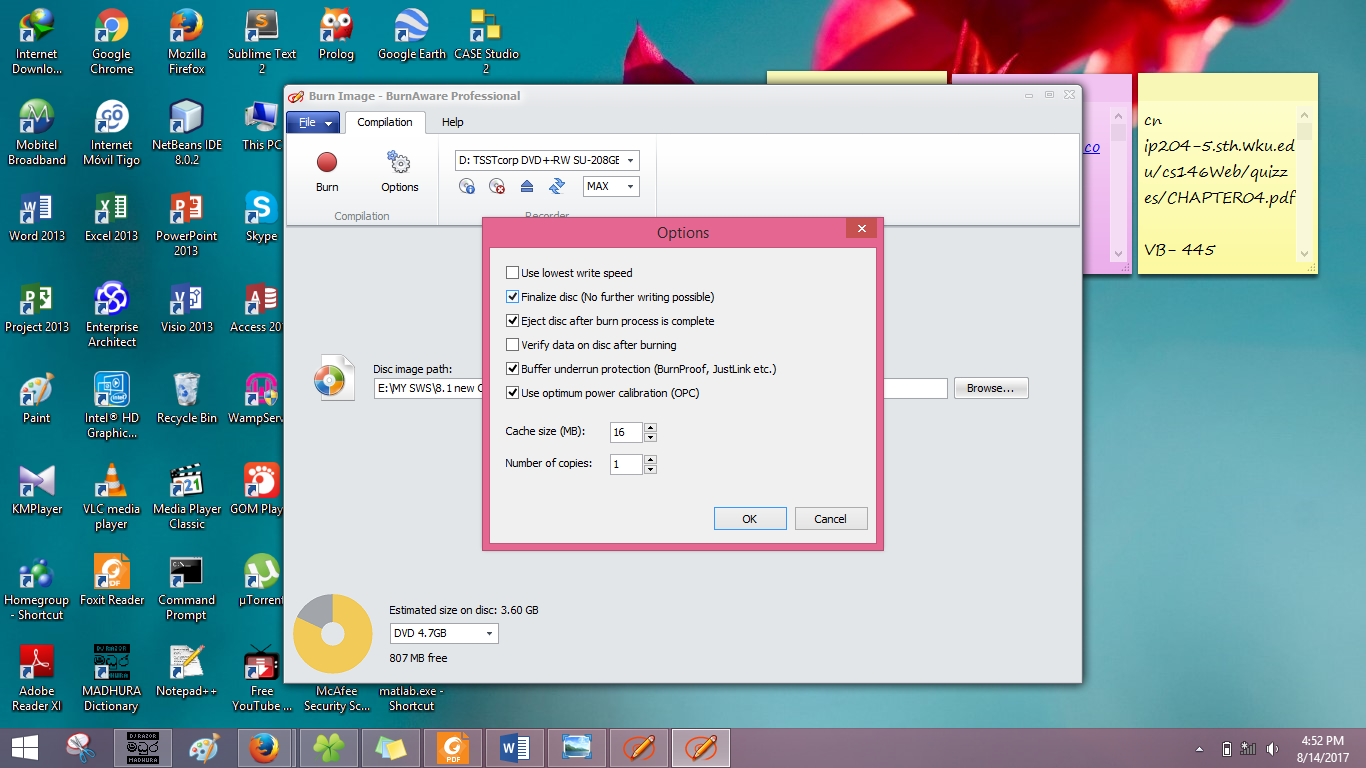 Internet Downlo...
Google Chrome
Mozilla Firefox
Sublime Text 2
Prolog
Google Earth
CASE Studio 2
Mobitel Broadband
Internet Móvil Tigo
NetBeans IDE 8.0.2
This PC
Word 2013
Excel 2013
PowerPoint 2013
Skype
Project 2013
Enterprise Architect
Visio 2013
Access 20
Paint
Intel® HD Graphic...
Recycle Bin
WampServ
KMPlayer
VLC media player
Media Player Classic
GOM Play
Homegroup - Shortcut
Foxit Reader
Command Prompt
µTorrent
Adobe Reader XI
MADHURA Dictionary
Notepad++
Free YouTube ...
McAfee Security Sc...
matlab.exe - Shortcut
Burn Image - BurnAware Professional
File
Compilation
Help
Burn
Options
D: TSSTcorp DVD+-RW SU-208GE
MAX
Compilation
Recorder
Disc image path:
E:\MY SWS\8.1 new
Browse...
Options
Use lowest write speed
Finalize disc (No further writing possible)
Eject disc after burn process is complete
Verify data on disc after burning
Buffer underrun protection (BurnProof, JustLink etc.)
Use optimum power calibration (OPC)
Cache size (MB): 16
Number of copies: 1
OK
Cancel
Estimated size on disc: 3.60 GB
DVD 4.7GB
807 MB free
co
cn
ip204-5.sth.wku.ed
u/cs146Web/quizz
es/CHAPTER04.pdf
VB- 445
4:52 PM
8/14/2017